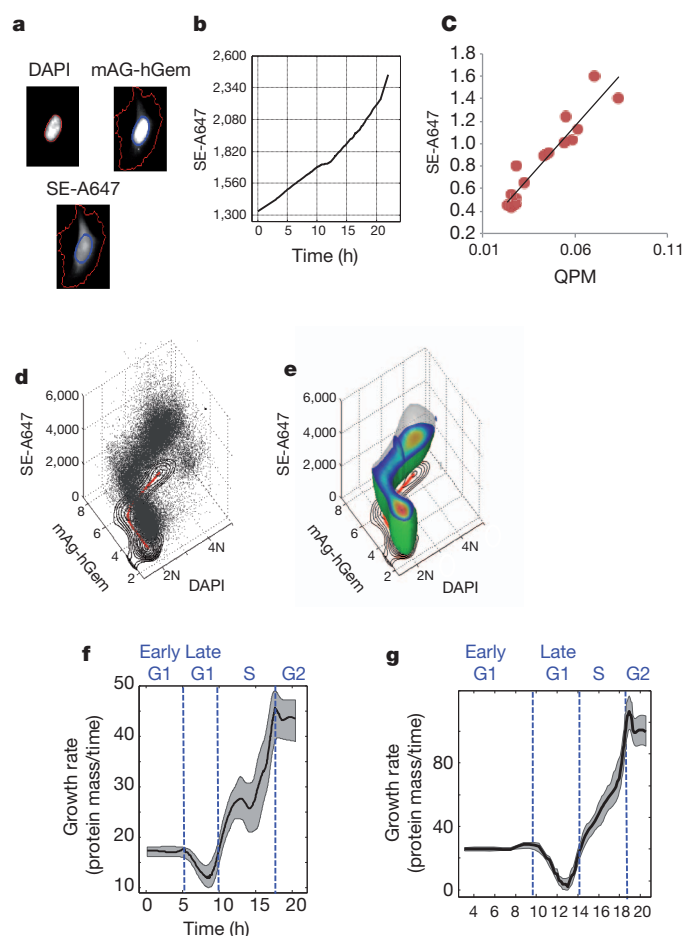 a
DAPI mAG-hGem
SE-A647
b
2,600
2,340
2,080
1,820
1,560
1,300
0 5 10 15 20
Time (h)
C
SE-A647
1.8
1.6
1.4
1.2
1.0
0.8
0.6
0.4
0.2
0.01 0.06 0.11
QPM
d
SE-A647
6,000
4,000
2,000
0
8
6
4
2
mAg-hGem
2N 4N
DAPI
e
SE-A647
6,000
4,000
2,000
0
8
6
4
2
mAg-hGem
2N 4N
DAPI
f
Early Late
G1 G1 S G2
Growth rate
(protein mass/time)
50
40
30
20
10
0 5 10 15 20
Time (h)
g
Early Late
G1 G1 S G2
Growth rate
(protein mass/time)
80
40
0
4 6 8 10 12 14 16 18 20